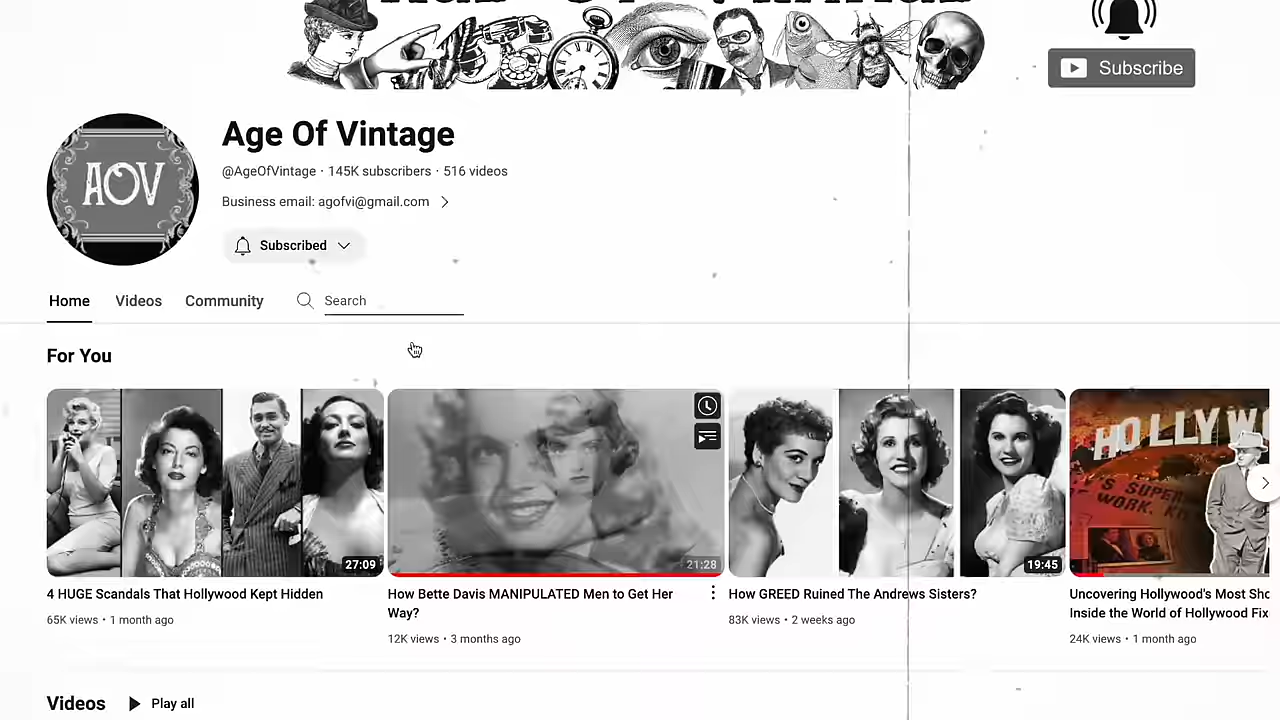 Subscribe
AOV
Age Of Vintage
@AgeOfVintage · 145K subscribers · 516 videos
Business email: agofvi@gmail.com
Subscribed
Home Videos Community Search
For You
HOLLYW
'S SUPER
WORK.
27:09
21:28
19:45
4 HUGE Scandals That Hollywood Kept Hidden
65K views · 1 month ago
How Bette Davis MANIPULATED Men to Get Her
Way?
12K views · 3 months ago
How GREED Ruined The Andrews Sisters?
83K views · 2 weeks ago
Uncovering Hollywood's Most Sho
Inside the World of Hollywood Fix
24K views · 1 month ago
Videos Play all